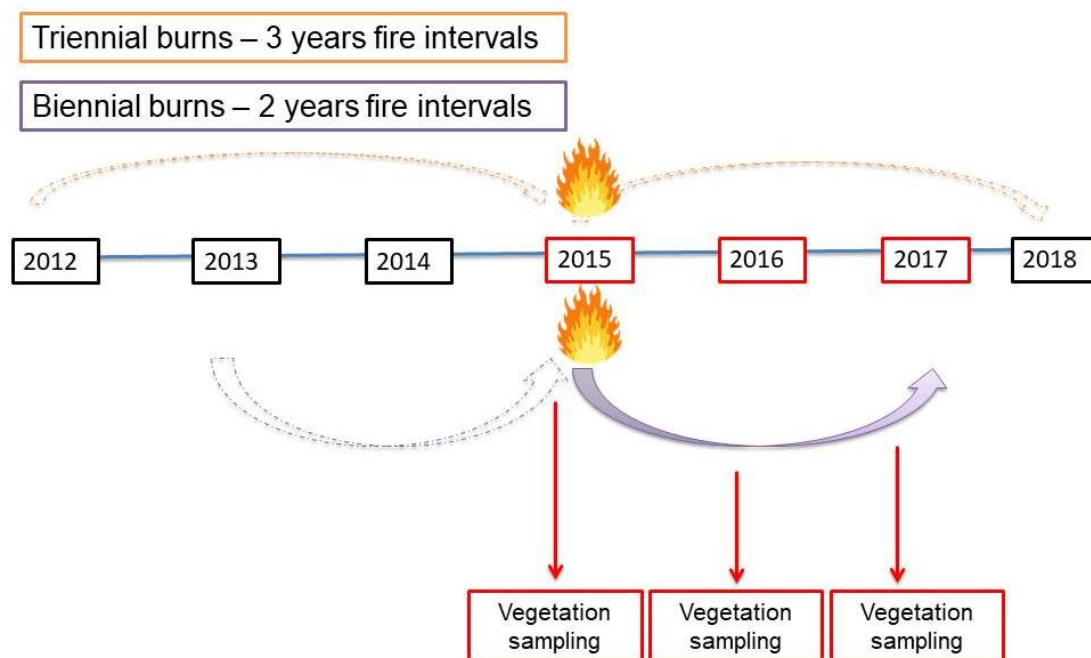 Triennial burns – 3 years fire intervals
Biennial burns – 2 years fire intervals
2012
2013
2014
2015
2016
2017
2018
Vegetation
sampling
Vegetation
sampling
Vegetation
sampling